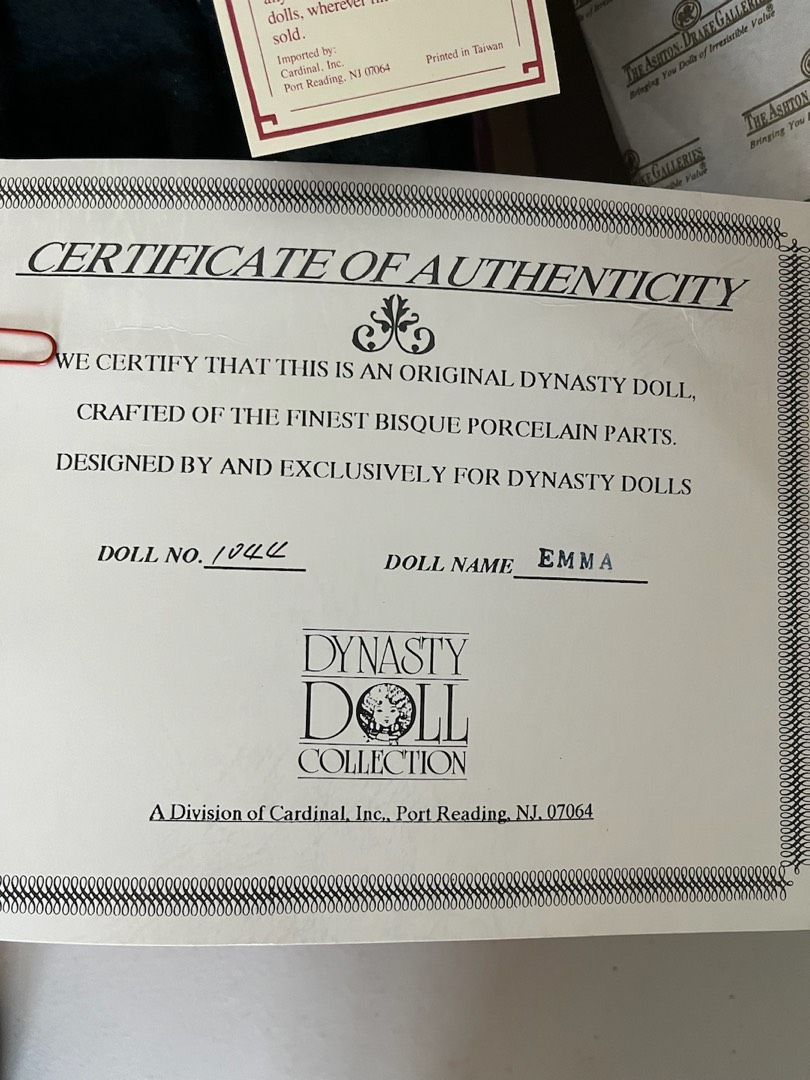 dolls, wherever
sold.
Imported by:
Cardinal, Inc.
Port Reading, NJ 07064
Printed in Taiwan
THE ASHTON-DRAKE GALLERIES
Bringing You Dolls of Irresistible Value
THE ASHTON
Bringing You
GALLERIES
Value
CERTIFICATE OF AUTHENTICITY
WE CERTIFY THAT THIS IS AN ORIGINAL DYNASTY DOLL,
CRAFTED OF THE FINEST BISQUE PORCELAIN PARTS.
DESIGNED BY AND EXCLUSIVELY FOR DYNASTY DOLLS
DOLL NO. 1044 DOLL NAME EMMA
DYNASTY
DOLL
COLLECTION
A Division of Cardinal, Inc., Port Reading, NJ, 07064